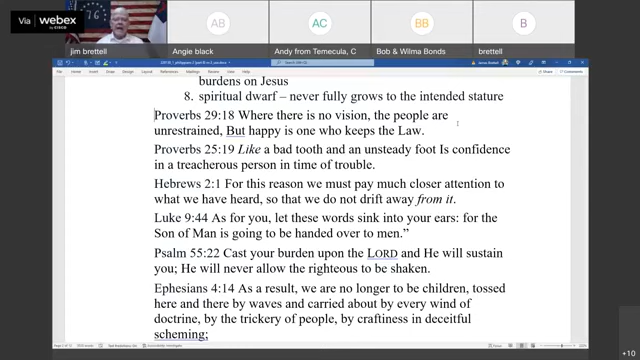 Via webex
AB
AC
BB
B
jim brettell
Angie black
Andy from Temecula, C
Bob & Wilma Bonds
brettell
burdens on Jesus
8. spiritual dwarf – never fully grows to the intended stature
Proverbs 29:18 Where there is no vision, the people are
unrestrained, But happy is one who keeps the Law.
Proverbs 25:19 Like a bad tooth and an unsteady foot Is confidence
in a treacherous person in time of trouble.
Hebrews 2:1 For this reason we must pay much closer attention to
what we have heard, so that we do not drift away from it.
Luke 9:44 As for you, let these words sink into your ears: for the
Son of Man is going to be handed over to men.”
Psalm 55:22 Cast your burden upon the LORD and He will sustain
you; He will never allow the righteous to be shaken.
Ephesians 4:14 As a result, we are no longer to be children, tossed
here and there by waves and carried about by every wind of
doctrine, by the trickery of people, by craftiness in deceitful
scheming;
+10